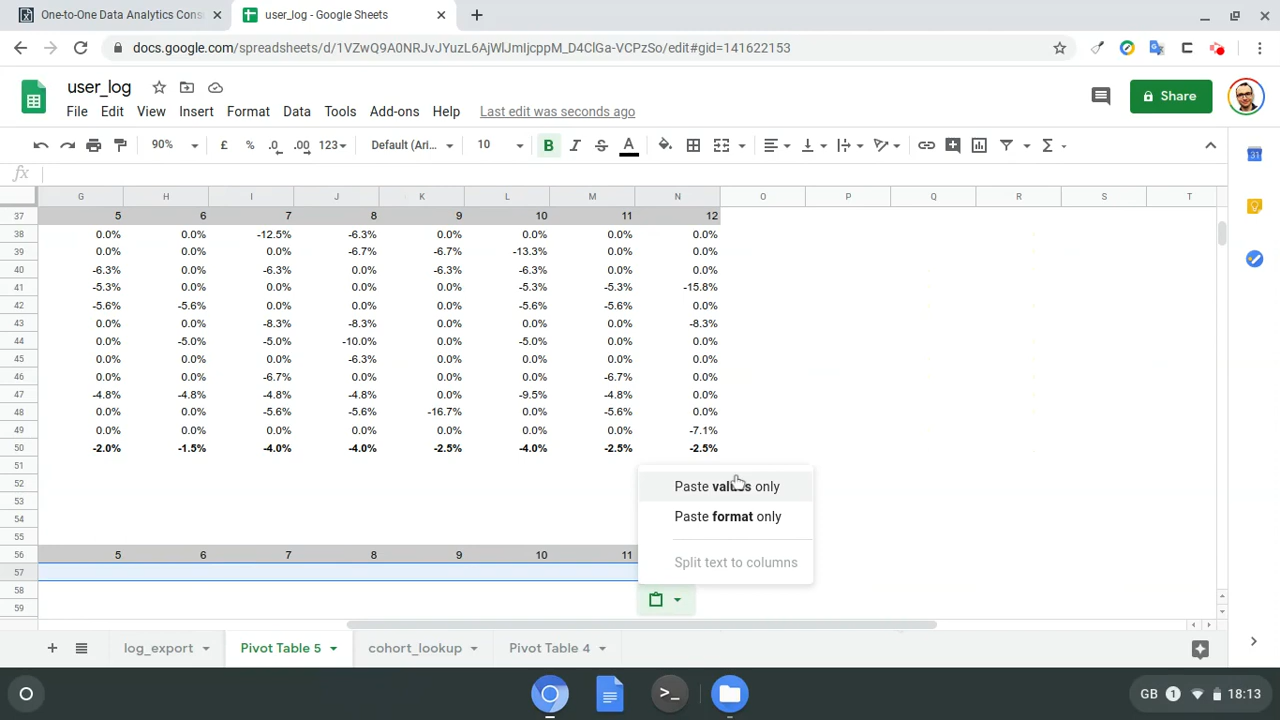 One-to-One Data Analytics Cons
user_log - Google Sheets
docs.google.com/spreadsheets/d/1VZwQ9A0NRJvJYuzL6AjWlJmIjcppM_D4ClGa-VCPzSo/edit#gid=141622153
user_log
File Edit View Insert Format Data Tools Add-ons Help Last edit was seconds ago
Share
90% £ % .0 .00 123 Default (Ari... 10 B I S A Σ
fx
G H I J K L M N O P Q R S T
37 5 6 7 8 9 10 11 12
38 0.0% 0.0% -12.5% -6.3% 0.0% 0.0% 0.0% 0.0%
39 0.0% 0.0% 0.0% -6.7% -6.7% -13.3% 0.0% 0.0%
40 -6.3% 0.0% -6.3% 0.0% -6.3% -6.3% 0.0% 0.0%
41 -5.3% 0.0% 0.0% 0.0% 0.0% -5.3% -5.3% -15.8%
42 -5.6% -5.6% 0.0% 0.0% 0.0% -5.6% -5.6% 0.0%
43 0.0% 0.0% -8.3% -8.3% 0.0% 0.0% 0.0% -8.3%
44 0.0% -5.0% -5.0% -10.0% 0.0% -5.0% 0.0% 0.0%
45 0.0% 0.0% 0.0% -6.3% 0.0% 0.0% 0.0% 0.0%
46 0.0% 0.0% -6.7% 0.0% 0.0% 0.0% -6.7% 0.0%
47 -4.8% -4.8% -4.8% -4.8% 0.0% -9.5% -4.8% 0.0%
48 0.0% 0.0% -5.6% -5.6% -16.7% 0.0% -5.6% 0.0%
49 0.0% 0.0% 0.0% 0.0% 0.0% 0.0% 0.0% -7.1%
50 -2.0% -1.5% -4.0% -4.0% -2.5% -4.0% -2.5% -2.5%
51
52
53
54
55
56 5 6 7 8 9 10 11
57
58
59
Paste values only
Paste format only
Split text to columns
log_export Pivot Table 5 cohort_lookup Pivot Table 4
GB 1 18:13